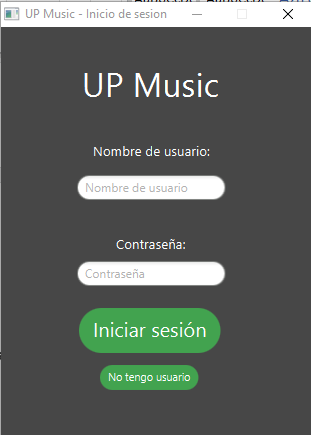 UP Music - Inicio de sesion
UP Music
Nombre de usuario:
Nombre de usuario
Contraseña:
Contraseña
Iniciar sesión
No tengo usuario